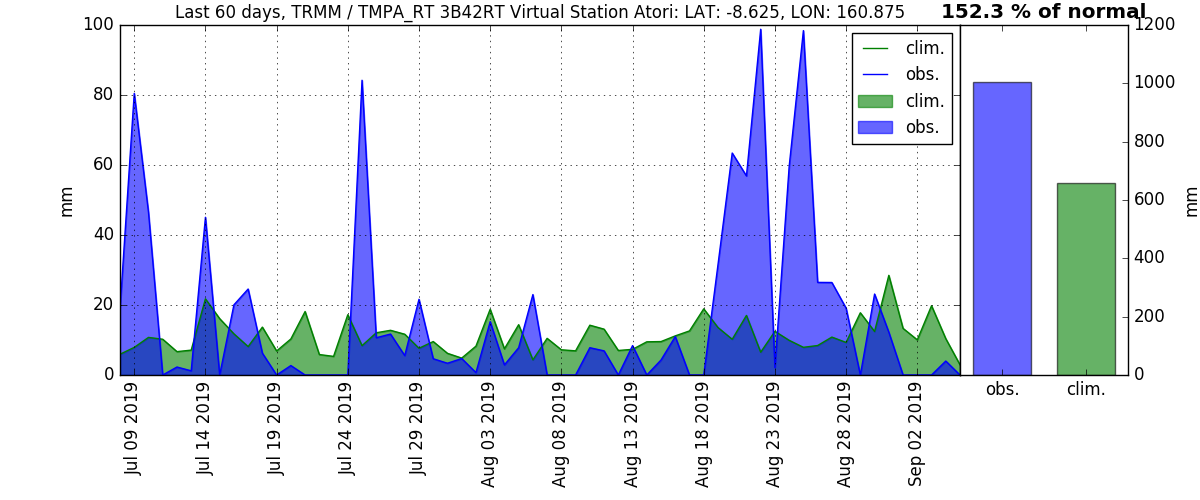 Last 60 days, TRMM / TMPA_RT 3B42RT Virtual Station Atori: LAT: -8.625, LON: 160.875
152.3 % of normal
100
80
60
40
20
0
mm
clim.
obs.
clim.
obs.
Jul 09 2019
Jul 14 2019
Jul 19 2019
Jul 24 2019
Jul 29 2019
Aug 03 2019
Aug 08 2019
Aug 13 2019
Aug 18 2019
Aug 23 2019
Aug 28 2019
Sep 02 2019
1200
1000
800
600
400
200
0
mm
obs.
clim.